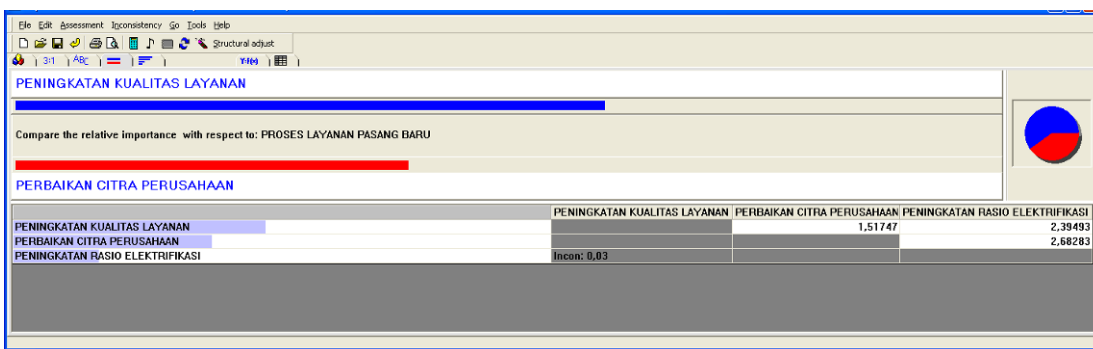 File Edit Assessment Inconsistency Go Tools Help
Structural adjust
3:1 ABC Y=f(x)
PENINGKATAN KUALITAS LAYANAN
Compare the relative importance with respect to: PROSES LAYANAN PASANG BARU
PERBAIKAN CITRA PERUSAHAAN
PENINGKATAN KUALITAS LAYANAN PERBAIKAN CITRA PERUSAHAAN PENINGKATAN RASIO ELEKTRIFIKASI
PENINGKATAN KUALITAS LAYANAN 1,51747 2,39493
PERBAIKAN CITRA PERUSAHAAN 2,68283
PENINGKATAN RASIO ELEKTRIFIKASI Incon: 0,03